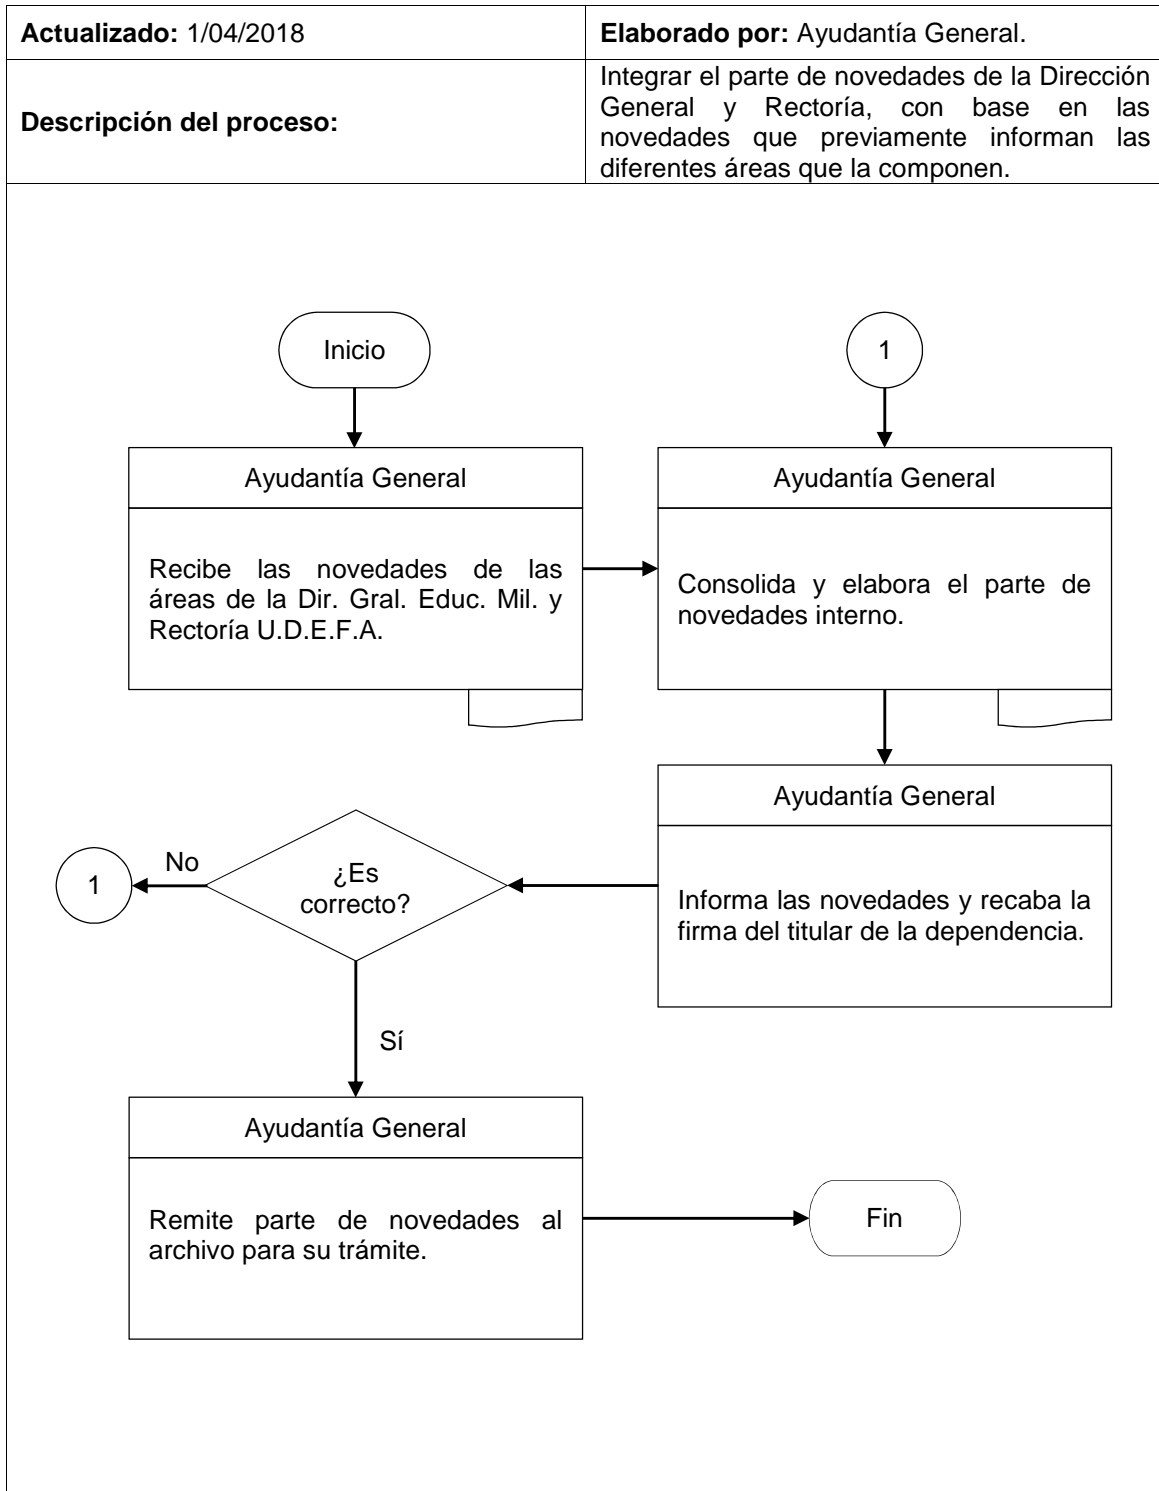 Actualizado: 1/04/2018
Elaborado por: Ayudantía General.
Descripción del proceso:
Integrar el parte de novedades de la Dirección
General y Rectoría, con base en las
novedades que previamente informan las
diferentes áreas que la componen.
Inicio
1
Ayudantía General
Recibe las novedades de las
áreas de la Dir. Gral. Educ. Mil. y
Rectoría U.D.E.F.A.
Ayudantía General
Consolida y elabora el parte de
novedades interno.
Ayudantía General
Informa las novedades y recaba la
firma del titular de la dependencia.
¿Es
correcto?
No
1
Sí
Ayudantía General
Remite parte de novedades al
archivo para su trámite.
Fin